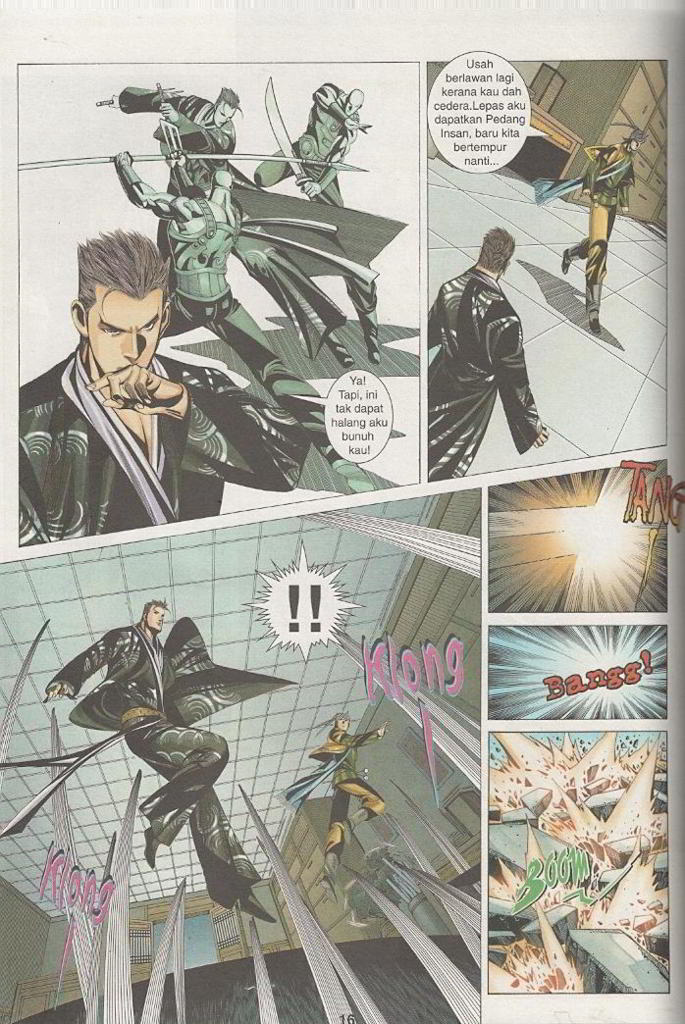 Ya!
Tapi, ini
tak dapat
halang aku
bunuh
kau!
Usah
berlawan lagi
kerana kau dah
cedera.Lepas aku
dapatkan Pedang
Insan, baru kita
bertempur
nanti...
!!
Klong
Klong
TANG
Bangg!
BOOM
16